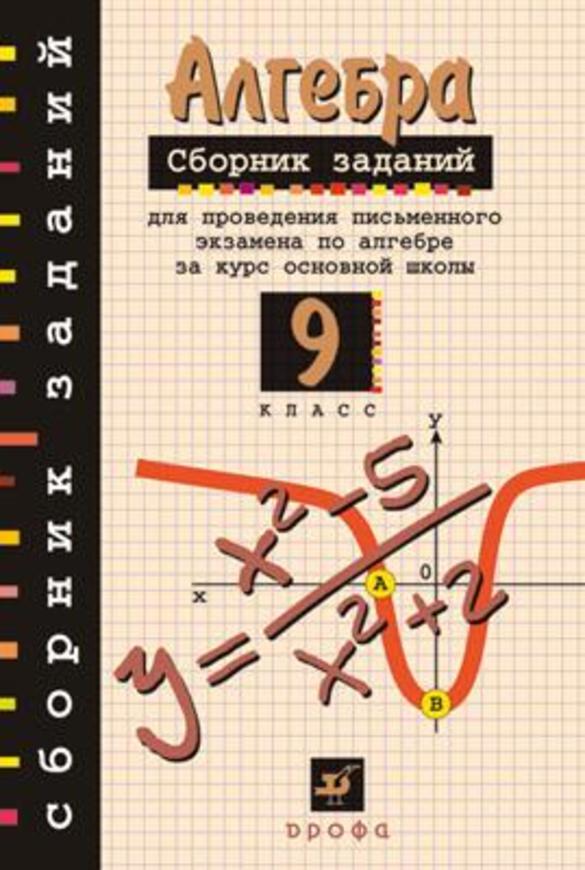 сборник заданий
Алгебра
Сборник заданий
для проведения письменного
экзамена по алгебре
за курс основной школы
9
КЛАСС
y
y = x² - 5 / x² + 2
0
x
A
B
дрофа